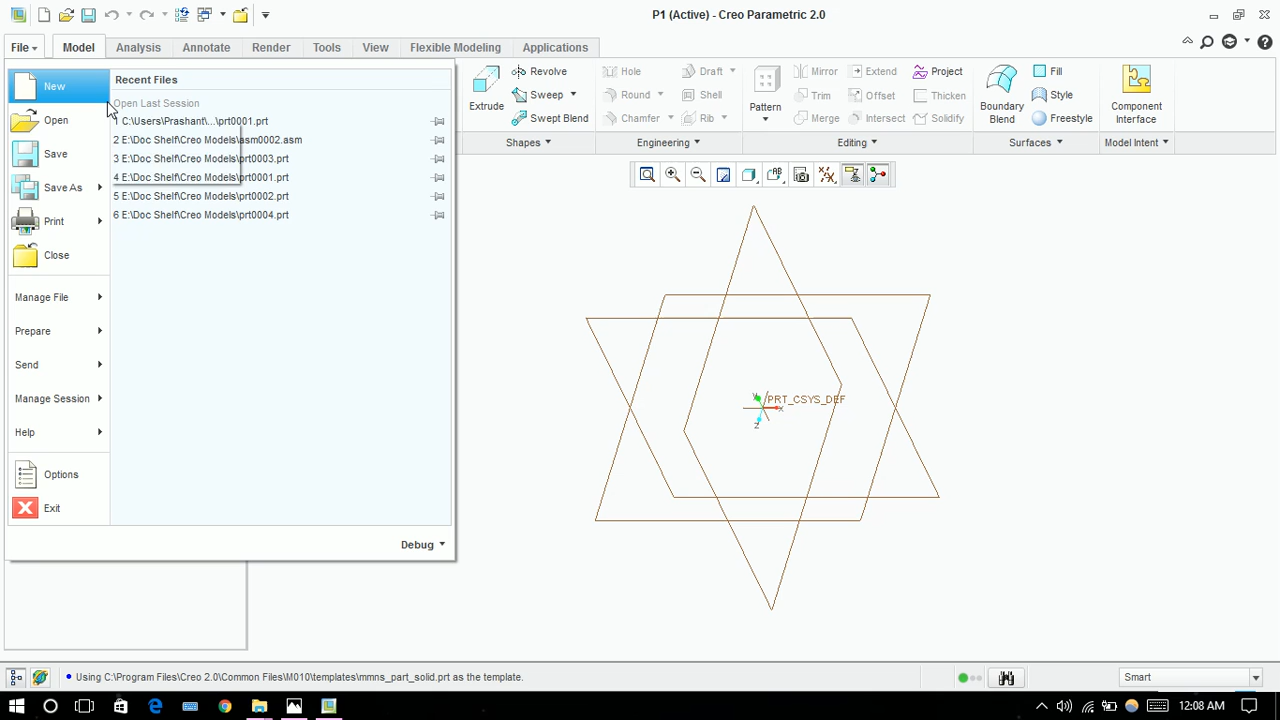 P1 (Active) - Creo Parametric 2.0
File Model Analysis Annotate Render Tools View Flexible Modeling Applications
New
Open
Save
Save As
Print
Close
Manage File
Prepare
Send
Manage Session
Help
Options
Exit
Recent Files
Open Last Session
C:\Users\Prashant\...\prt0001.prt
2 E:\Doc Shelf\Creo Models\asm0002.asm
3 E:\Doc Shelf\Creo Models\prt0003.prt
4 E:\Doc Shelf\Creo Models\prt0001.prt
5 E:\Doc Shelf\Creo Models\prt0002.prt
6 E:\Doc Shelf\Creo Models\prt0004.prt
Debug
Extrude
Revolve
Sweep
Swept Blend
Shapes
Hole
Round
Chamfer
Draft
Shell
Rib
Engineering
Pattern
Mirror
Trim
Merge
Extend
Offset
Intersect
Project
Thicken
Solidify
Editing
Boundary Blend
Fill
Style
Freestyle
Surfaces
Component Interface
Model Intent
PRT_CSYS_DEF
Y
X
Z
Using C:\Program Files\Creo 2.0\Common Files\M010\templates\mmns_part_solid.prt as the template.
Smart
12:08 AM